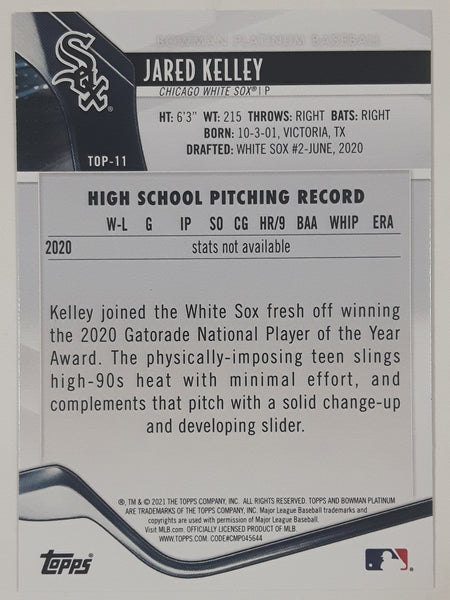 BOWMAN PLATINUM BASEBALL
Sox
JARED KELLEY
CHICAGO WHITE SOX® | P
HT: 6'3" WT: 215 THROWS: RIGHT BATS: RIGHT
BORN: 10-3-01, VICTORIA, TX
DRAFTED: WHITE SOX #2-JUNE, 2020
TOP-11
HIGH SCHOOL PITCHING RECORD
W-L G IP SO CG HR/9 BAA WHIP ERA
2020 stats not available
Kelley joined the White Sox fresh off winning
the 2020 Gatorade National Player of the Year
Award. The physically-imposing teen slings
high-90s heat with minimal effort, and
complements that pitch with a solid change-up
and developing slider.
®, TM & © 2021 THE TOPPS COMPANY, INC. ALL RIGHTS RESERVED. TOPPS AND BOWMAN PLATINUM
ARE TRADEMARKS OF THE TOPPS COMPANY, INC. Major League Baseball trademarks and
copyrights are used with permission of Major League Baseball.
Visit MLB.com. OFFICIALLY LICENSED PRODUCT OF MLB.
WWW.TOPPS.COM. CODE#CMP045644
TOPPS